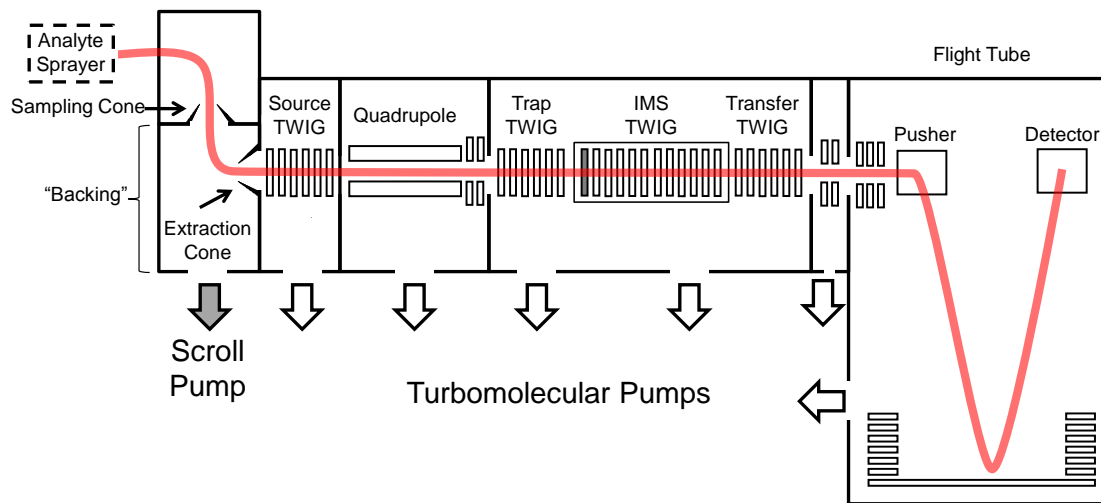 Analyte
Sprayer
Flight Tube
Sampling Cone
Source
TWIG
Quadrupole
Trap
TWIG
IMS
TWIG
Transfer
TWIG
Pusher
Detector
“Backing”
Extraction
Cone
Scroll
Pump
Turbomolecular Pumps